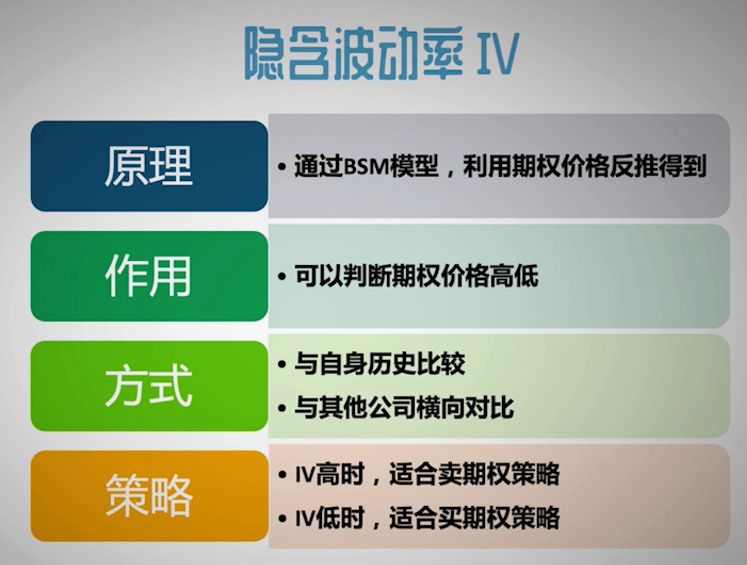 隐含波动率 IV
原理
• 通过BSM模型，利用期权价格反推得到
作用
• 可以判断期权价格高低
方式
• 与自身历史比较
• 与其他公司横向对比
策略
• IV高时，适合卖期权策略
• IV低时，适合买期权策略